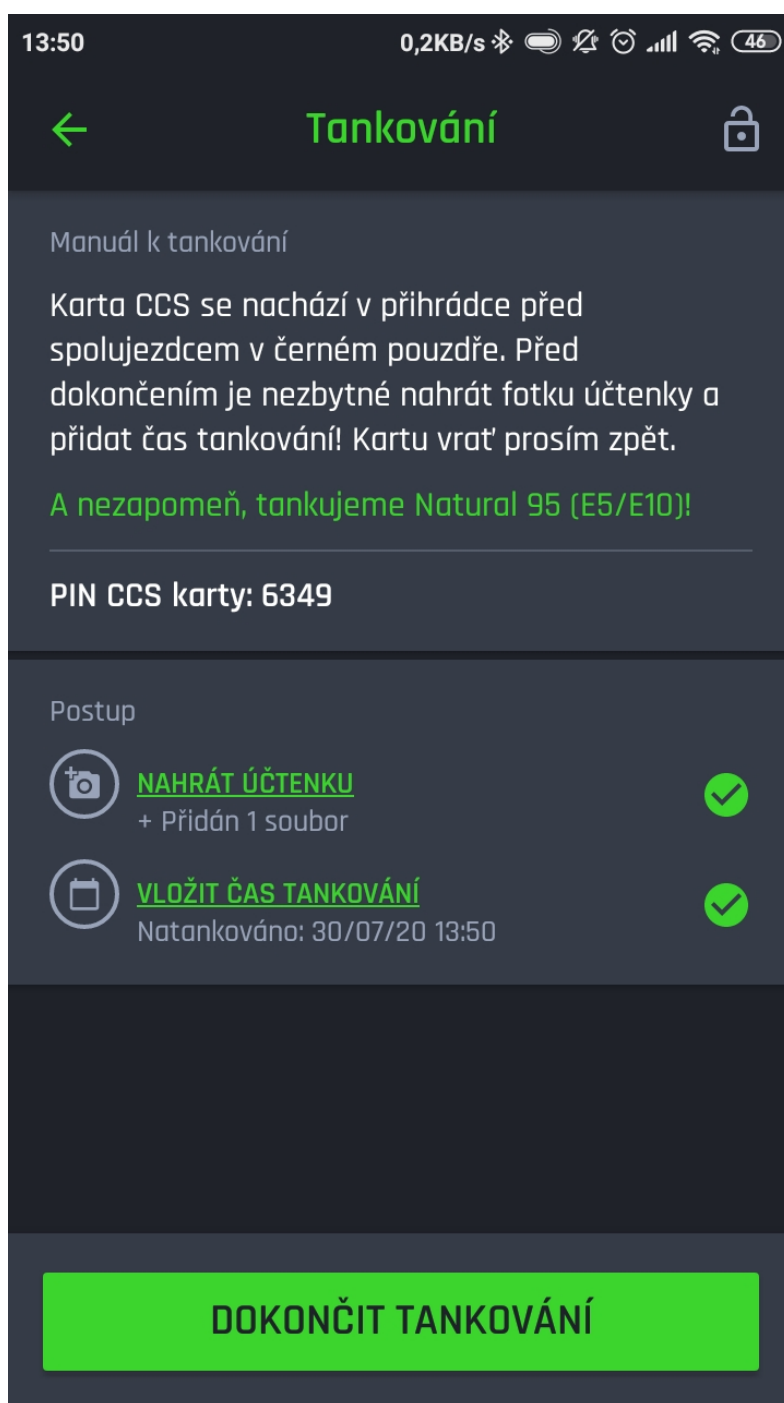 13:50 0,2KB/s 46
Tankování
Manuál k tankování
Karta CCS se nachází v přihrádce před
spolujezdcem v černém pouzdře. Před
dokončením je nezbytné nahrát fotku účtenky a
přidat čas tankování! Kartu vrať prosím zpět.
A nezapomeň, tankujeme Natural 95 (E5/E10)!
PIN CCS karty: 6349
Postup
NAHRÁT ÚČTENKU
+ Přidán 1 soubor
VLOŽIT ČAS TANKOVÁNÍ
Natankováno: 30/07/20 13:50
DOKONČIT TANKOVÁNÍ